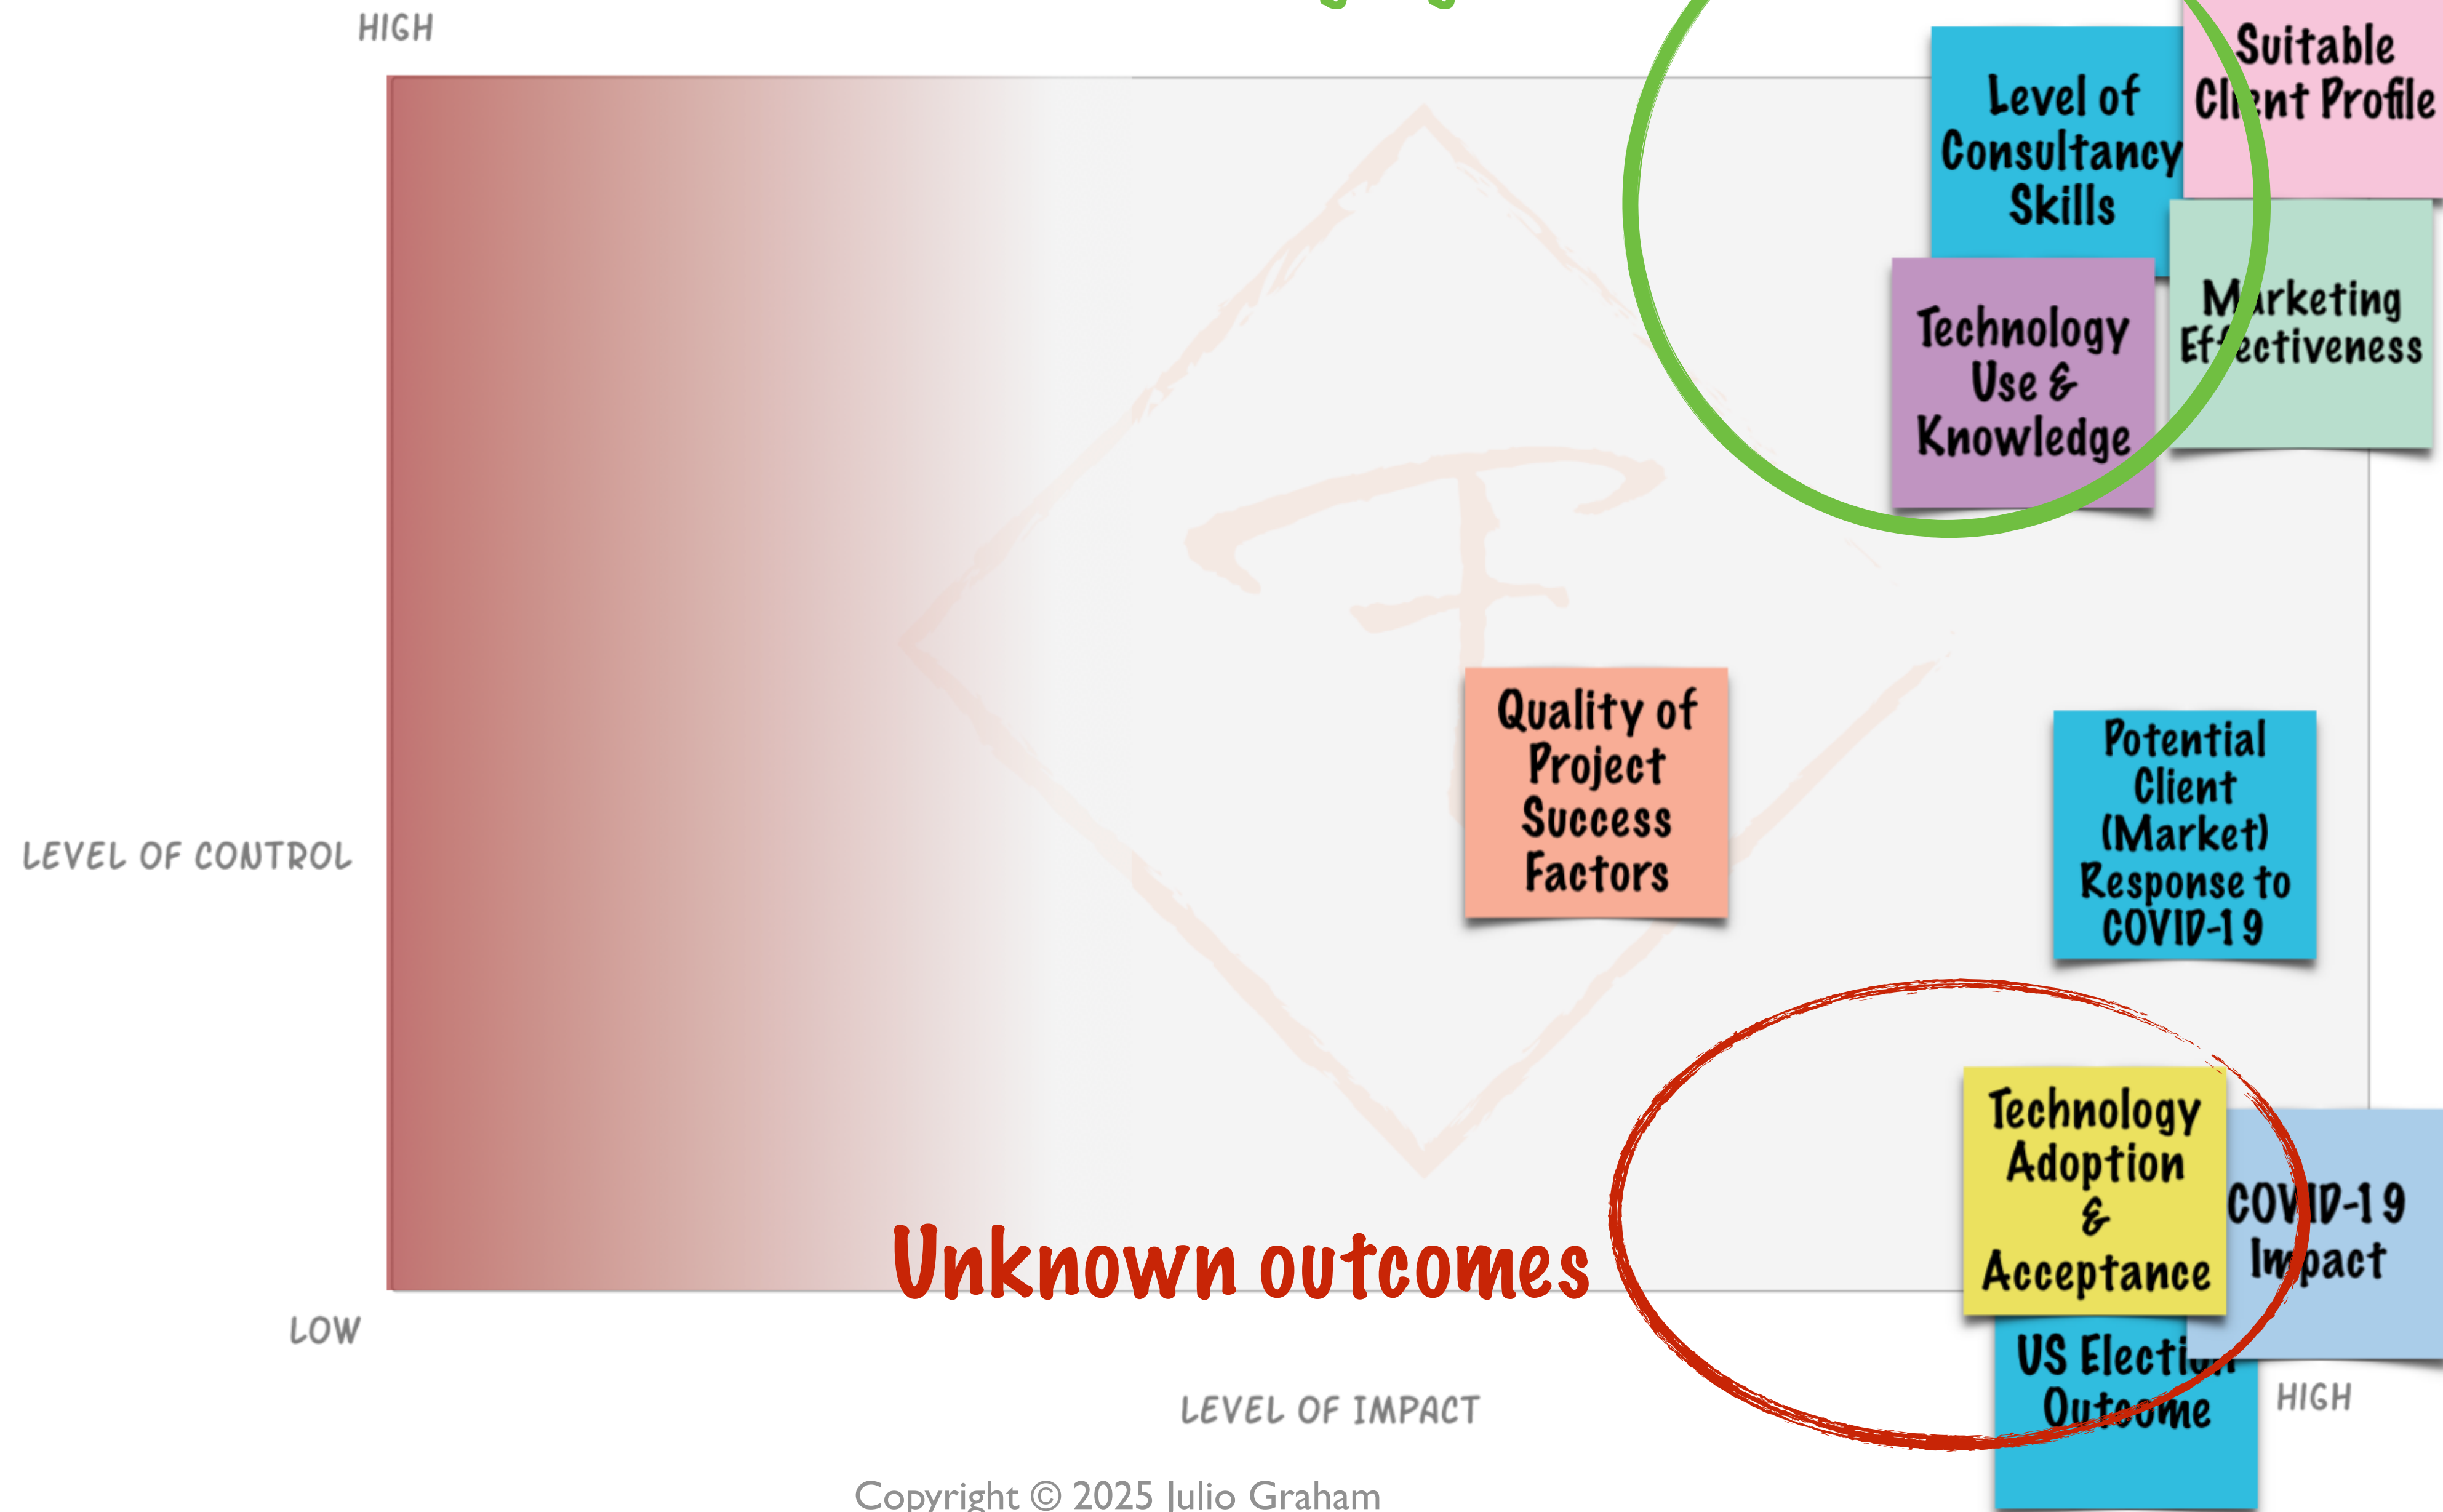 HIGH
Suitable
Client Profile
Level of
Consultancy
Skills
Marketing
Effectiveness
Technology
Use &
Knowledge
Quality of
Project
Success
Factors
Potential
Client
(Market)
Response to
COVID-19
LEVEL OF CONTROL
Technology
Adoption
&
Acceptance
COVID-19
Impact
Unknown outcomes
LOW
US Election
Outcome
HIGH
LEVEL OF IMPACT
Copyright © 2025 Julio Graham